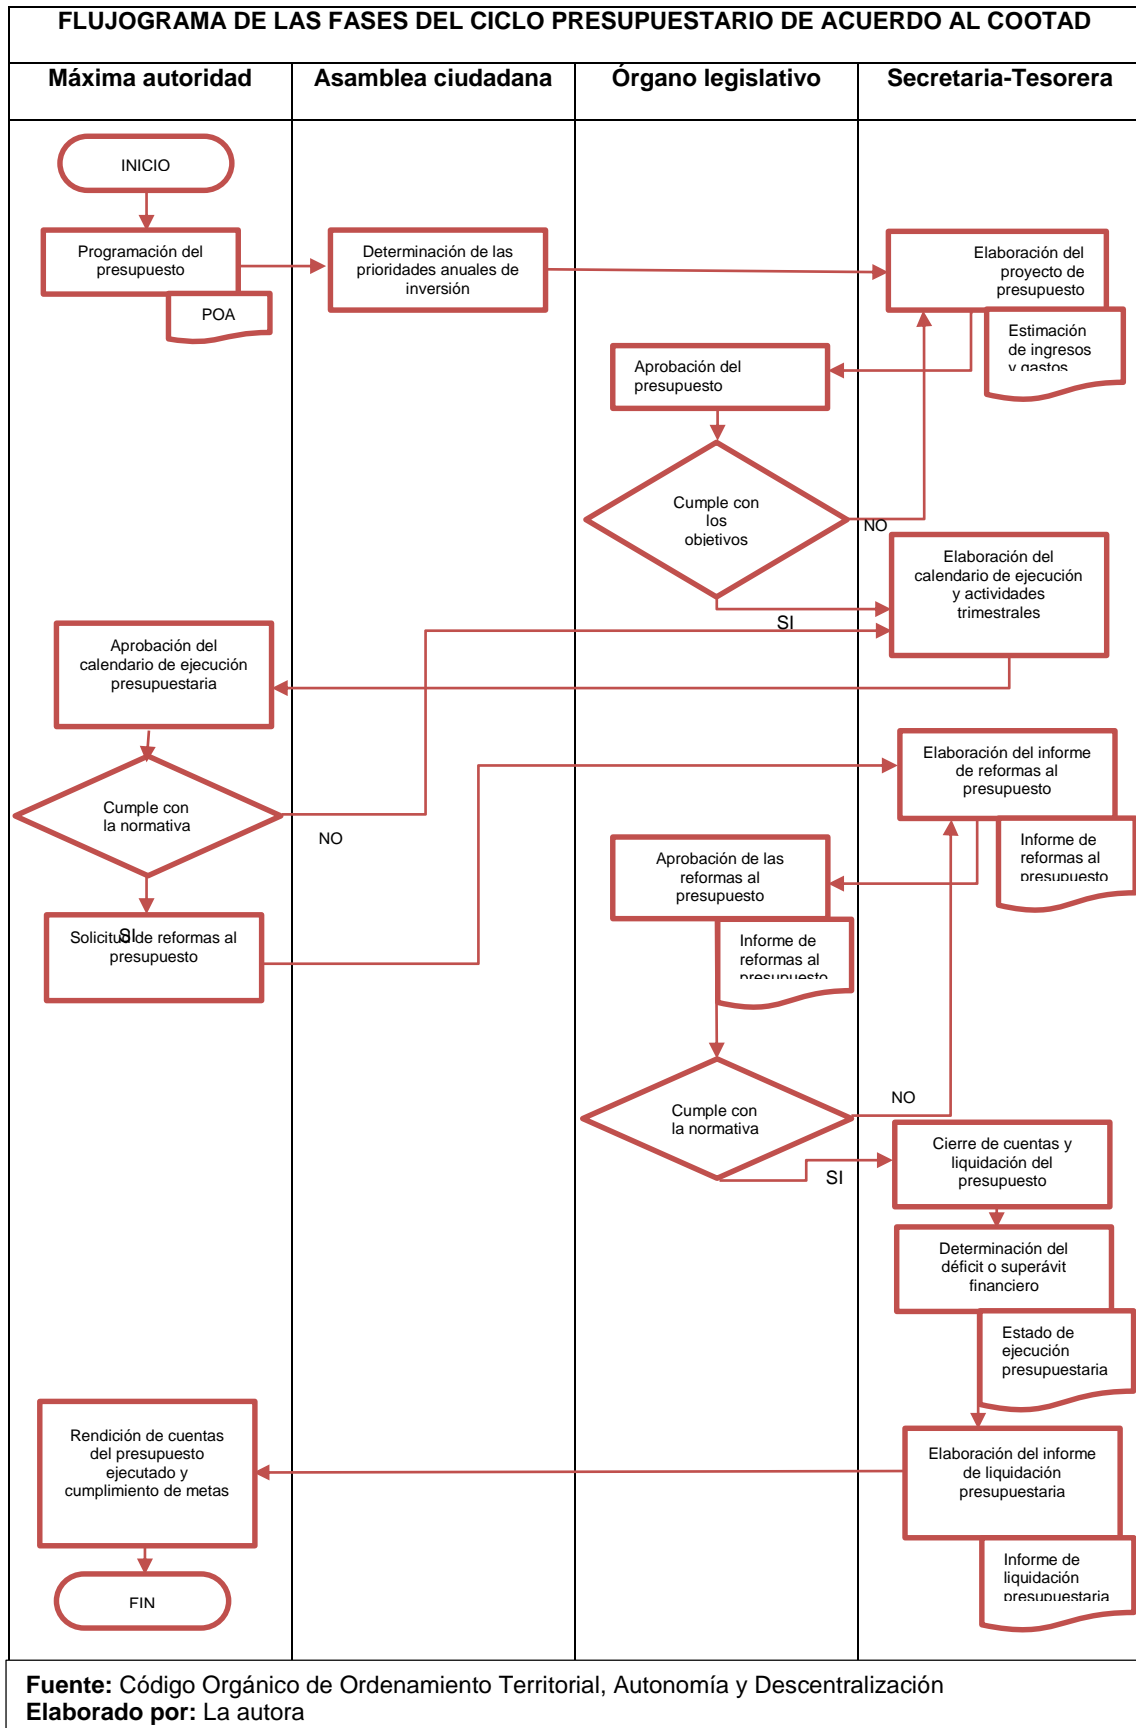 FLUJOGRAMA DE LAS FASES DEL CICLO PRESUPUESTARIO DE ACUERDO AL COOTAD
Máxima autoridad
Asamblea ciudadana
Órgano legislativo
Secretaria-Tesorera
INICIO
Programación del
presupuesto
POA
Determinación de las
prioridades anuales de
inversión
Elaboración del
proyecto de
presupuesto
Estimación
de ingresos
y gastos
Aprobación del
presupuesto
Cumple con
los
objetivos
NO
SI
Elaboración del
calendario de ejecución
y actividades
trimestrales
Aprobación del
calendario de ejecución
presupuestaria
Cumple con
la normativa
NO
SI
Solicitud de reformas al
presupuesto
Elaboración del informe
de reformas al
presupuesto
Informe de
reformas al
presupuesto
Aprobación de las
reformas al
presupuesto
Informe de
reformas al
presupuesto
Cumple con
la normativa
NO
SI
Cierre de cuentas y
liquidación del
presupuesto
Determinación del
déficit o superávit
financiero
Estado de
ejecución
presupuestaria
Elaboración del informe
de liquidación
presupuestaria
Informe de
liquidación
presupuestaria
Rendición de cuentas
del presupuesto
ejecutado y
cumplimiento de metas
FIN
Fuente: Código Orgánico de Ordenamiento Territorial, Autonomía y Descentralización
Elaborado por: La autora